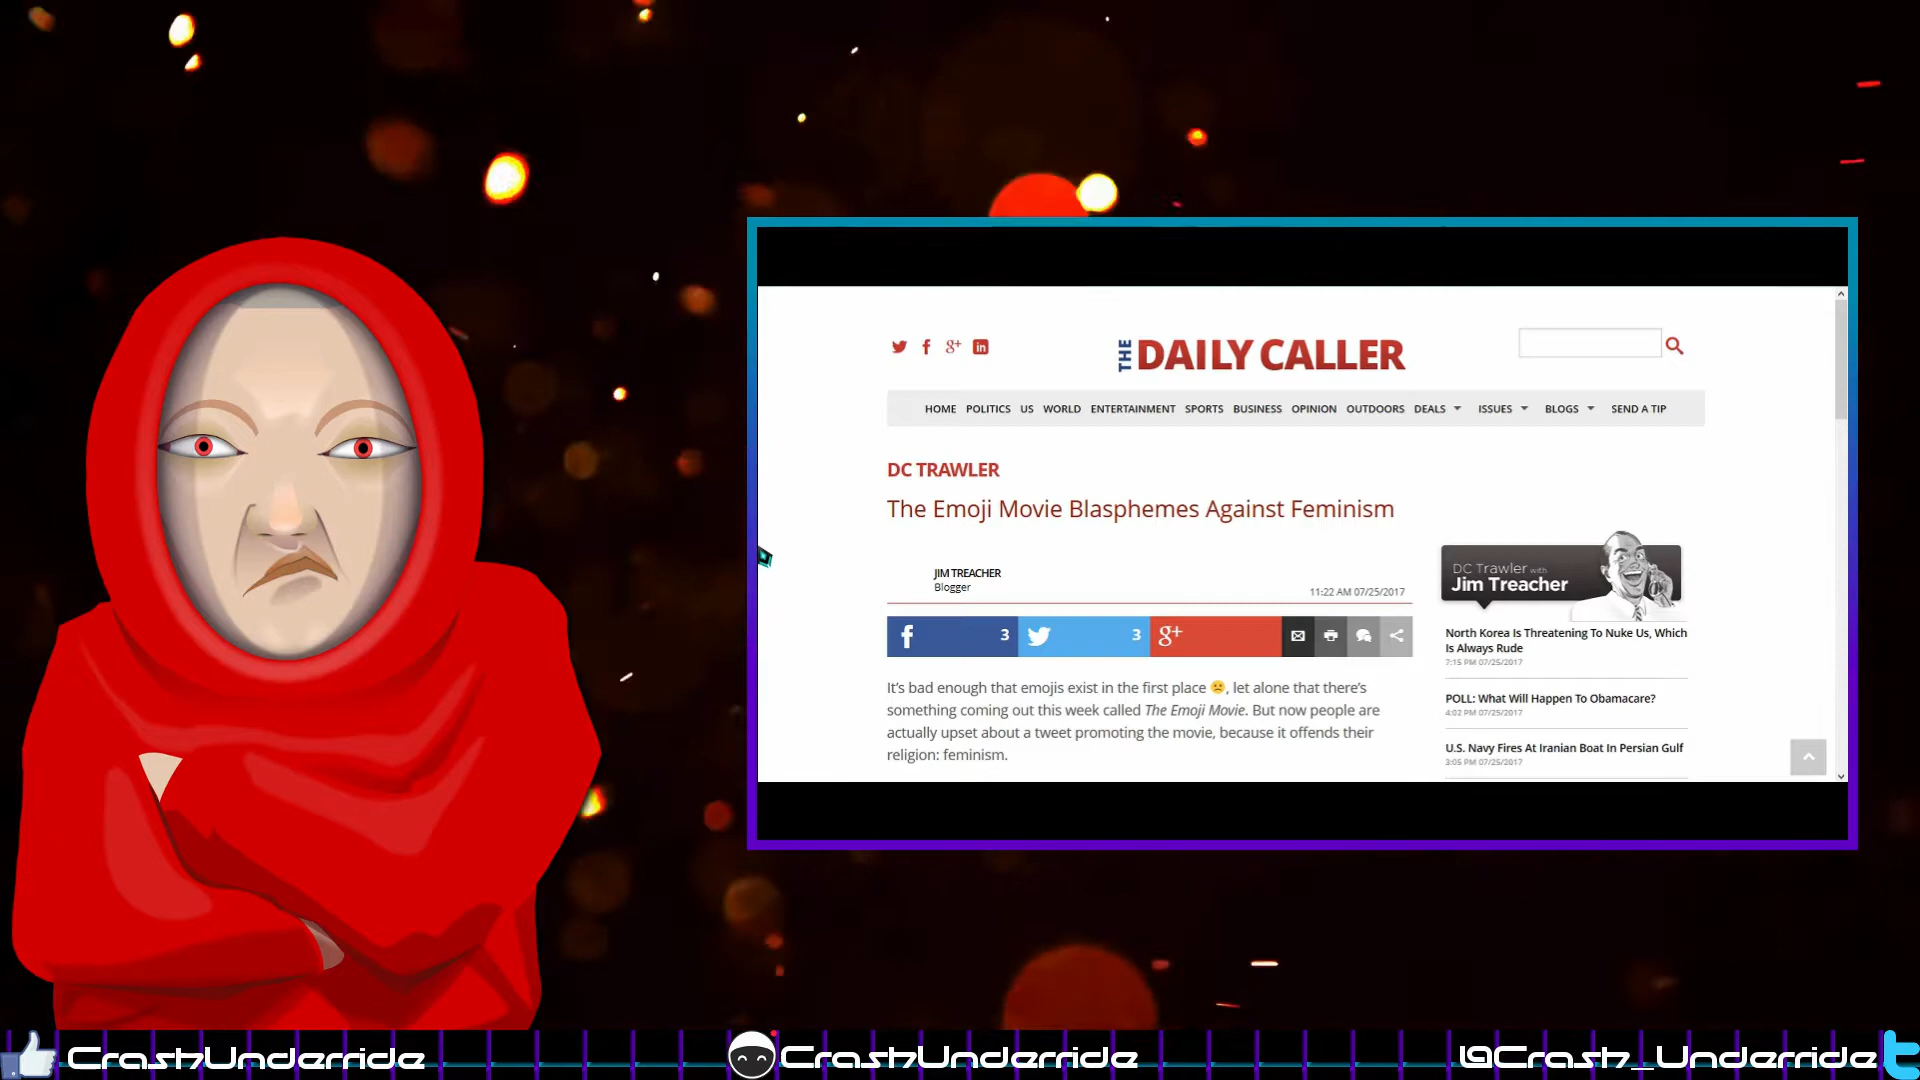 THE DAILY CALLER
HOME POLITICS US WORLD ENTERTAINMENT SPORTS BUSINESS OPINION OUTDOORS DEALS ISSUES BLOGS SEND A TIP
DC TRAWLER
The Emoji Movie Blasphemes Against Feminism
JIM TREACHER
Blogger
11:22 AM 07/25/2017
3
3
It's bad enough that emojis exist in the first place 🙁, let alone that there's
something coming out this week called The Emoji Movie. But now people are
actually upset about a tweet promoting the movie, because it offends their
religion: feminism.
DC Trawler with
Jim Treacher
North Korea Is Threatening To Nuke Us, Which
Is Always Rude
7:15 PM 07/25/2017
POLL: What Will Happen To Obamacare?
4:02 PM 07/25/2017
U.S. Navy Fires At Iranian Boat In Persian Gulf
3:05 PM 07/25/2017
CrashUnderride
CrashUnderride
@Crash_Underride